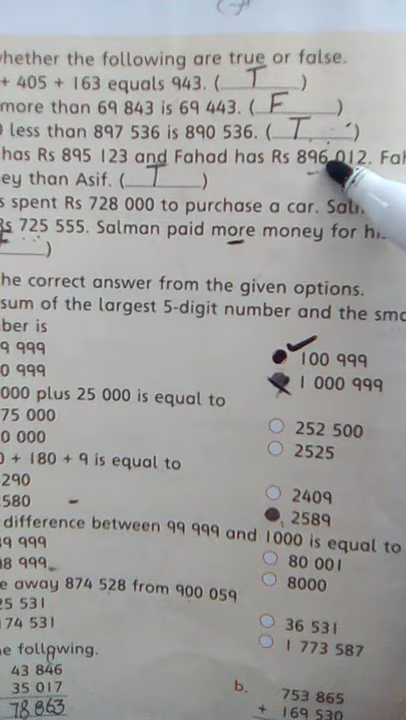 whether the following are true or false.
+ 405 + 163 equals 943. ( T )
more than 69 843 is 69 443. ( F )
less than 897 536 is 890 536. ( T )
has Rs 895 123 and Fahad has Rs 896 012.
ey than Asif. ( T )
s spent Rs 728 000 to purchase a car.
Rs 725 555. Salman paid more money for
)
he correct answer from the given options.
sum of the largest 5-digit number and the
ber is
9 999
100 999
0 999
1 000 999
000 plus 25 000 is equal to
75 000
252 500
0 000
2525
0 + 180 + 9 is equal to
290
2409
580
2589
difference between 99 999 and 1000 is equal to
9 999
80 001
8 999
8000
e away 874 528 from 900 059
25 531
36 531
174 531
1 773 587
e following.
43 846
b.
753 865
35 017
+ 169 530
78863